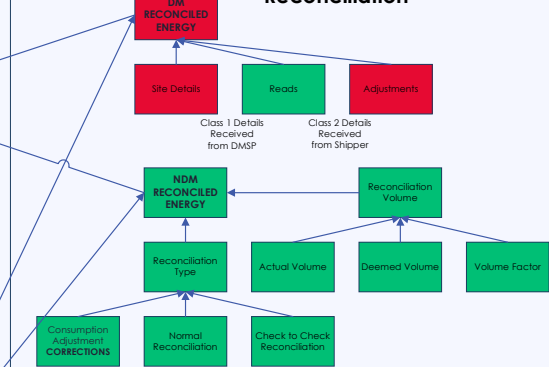 Reconciliation
DM
RECONCILED
ENERGY
Site Details
Reads
Adjustments
Class 1 Details
Received
from DMSP
Class 2 Details
Received
from Shipper
NDM
RECONCILED
ENERGY
Reconciliation
Volume
Reconciliation
Type
Actual Volume
Deemed Volume
Volume Factor
Consumption
Adjustment
CORRECTIONS
Normal
Reconciliation
Check to Check
Reconciliation